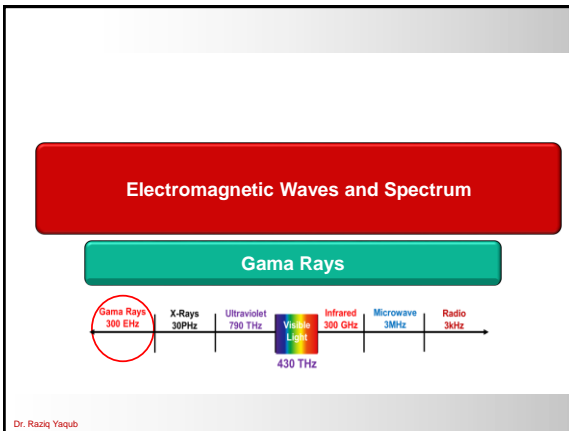 Electromagnetic Waves and Spectrum
Gama Rays
Gama Rays X-Rays Ultraviolet Visible Light Infrared Microwave Radio
300 EHz 30PHz 790 THz 300 GHz 3MHz 3kHz
430 THz
Dr. Raziq Yaqub